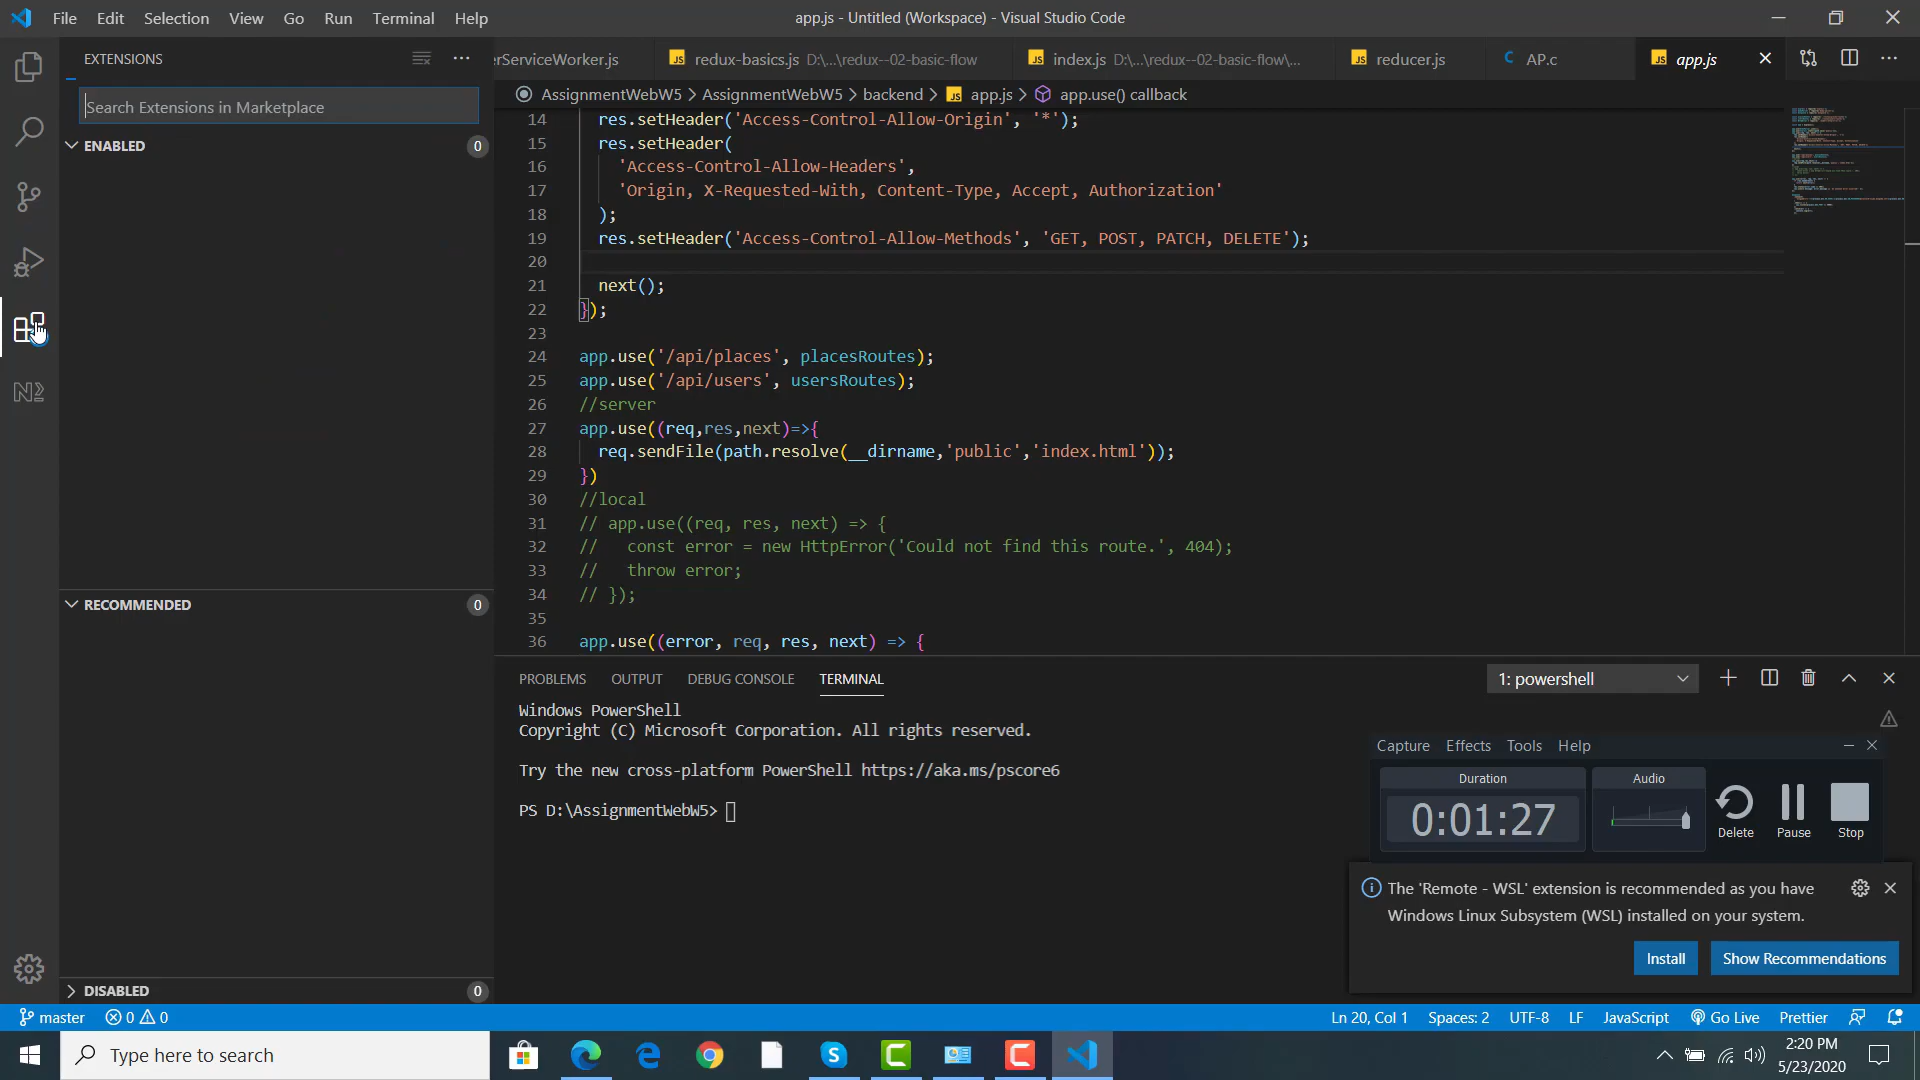 File Edit Selection View Go Run Terminal Help
app.js - Untitled (Workspace) - Visual Studio Code
EXTENSIONS
Search Extensions in Marketplace
ENABLED 0
RECOMMENDED 0
DISABLED 0
erServiceWorker.js redux-basics.js D:\...\redux--02-basic-flow index.js D:\...\redux--02-basic-flow\... reducer.js AP.c app.js
AssignmentWebW5 > AssignmentWebW5 > backend > app.js > app.use() callback
14 res.setHeader('Access-Control-Allow-Origin', '*');
15 res.setHeader(
16 'Access-Control-Allow-Headers',
17 'Origin, X-Requested-With, Content-Type, Accept, Authorization'
18 );
19 res.setHeader('Access-Control-Allow-Methods', 'GET, POST, PATCH, DELETE');
20
21 next();
22 });
23
24 app.use('/api/places', placesRoutes);
25 app.use('/api/users', usersRoutes);
26 //server
27 app.use((req,res,next)=>{
28 req.sendFile(path.resolve(__dirname,'public','index.html'));
29 })
30 //local
31 // app.use((req, res, next) => {
32 //   const error = new HttpError('Could not find this route.', 404);
33 //   throw error;
34 // });
35
36 app.use((error, req, res, next) => {
PROBLEMS OUTPUT DEBUG CONSOLE TERMINAL 1: powershell
Windows PowerShell
Copyright (C) Microsoft Corporation. All rights reserved.
Try the new cross-platform PowerShell https://aka.ms/pscore6
PS D:\AssignmentWebW5>
Capture Effects Tools Help
Duration Audio
0:01:27
Delete Pause Stop
The 'Remote - WSL' extension is recommended as you have
Windows Linux Subsystem (WSL) installed on your system.
Install Show Recommendations
master 0 0 Ln 20, Col 1 Spaces: 2 UTF-8 LF JavaScript Go Live Prettier
Type here to search
2:20 PM
5/23/2020